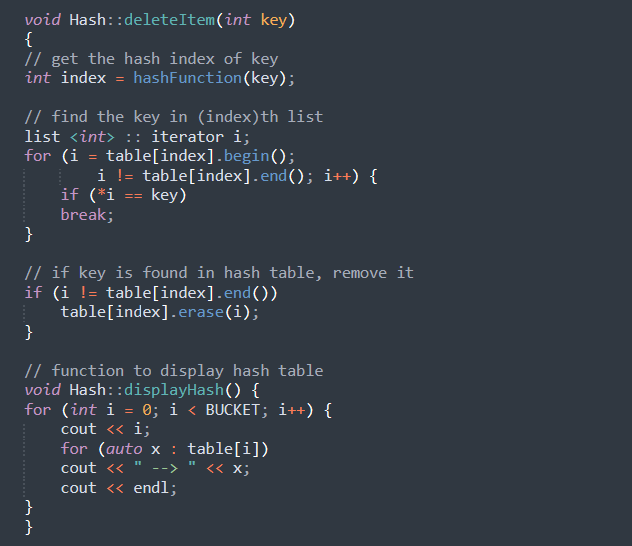 void Hash::deleteItem(int key)
{
// get the hash index of key
int index = hashFunction(key);
// find the key in (index)th list
list <int> :: iterator i;
for (i = table[index].begin();
i != table[index].end(); i++) {
if (*i == key)
break;
}
// if key is found in hash table, remove it
if (i != table[index].end())
table[index].erase(i);
}
// function to display hash table
void Hash::displayHash() {
for (int i = 0; i < BUCKET; i++) {
cout << i;
for (auto x : table[i])
cout << " --> " << x;
cout << endl;
}
}